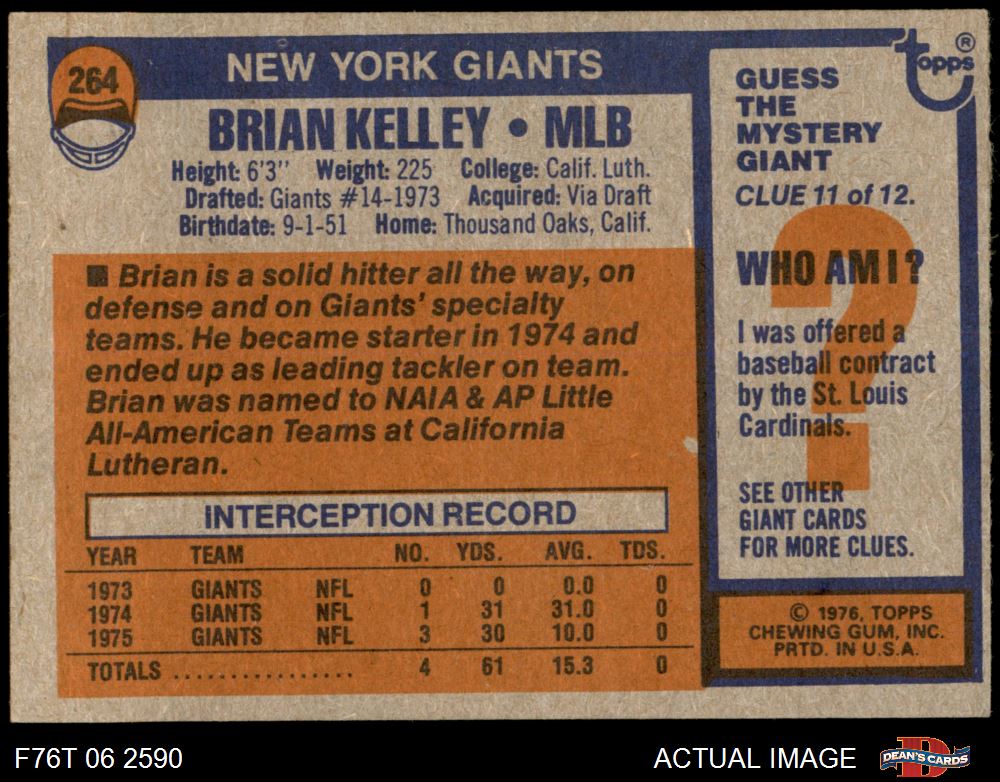 264
NEW YORK GIANTS
BRIAN KELLEY • MLB
Height: 6'3'' Weight: 225 College: Calif. Luth.
Drafted: Giants #14-1973 Acquired: Via Draft
Birthdate: 9-1-51 Home: Thousand Oaks, Calif.
■ Brian is a solid hitter all the way, on
defense and on Giants' specialty
teams. He became starter in 1974 and
ended up as leading tackler on team.
Brian was named to NAIA & AP Little
All-American Teams at California
Lutheran.
INTERCEPTION RECORD
YEAR TEAM NO. YDS. AVG. TDS.
1973 GIANTS NFL 0 0 0.0 0
1974 GIANTS NFL 1 31 31.0 0
1975 GIANTS NFL 3 30 10.0 0
TOTALS ................. 4 61 15.3 0
Topps ®
GUESS
THE
MYSTERY
GIANT
CLUE 11 of 12.
?
WHO AM I?
I was offered a
baseball contract
by the St. Louis
Cardinals.
SEE OTHER
GIANT CARDS
FOR MORE CLUES.
© 1976, TOPPS
CHEWING GUM, INC.
PRTD. IN U.S.A.
F76T 06 2590
ACTUAL IMAGE
DEAN'S CARDS